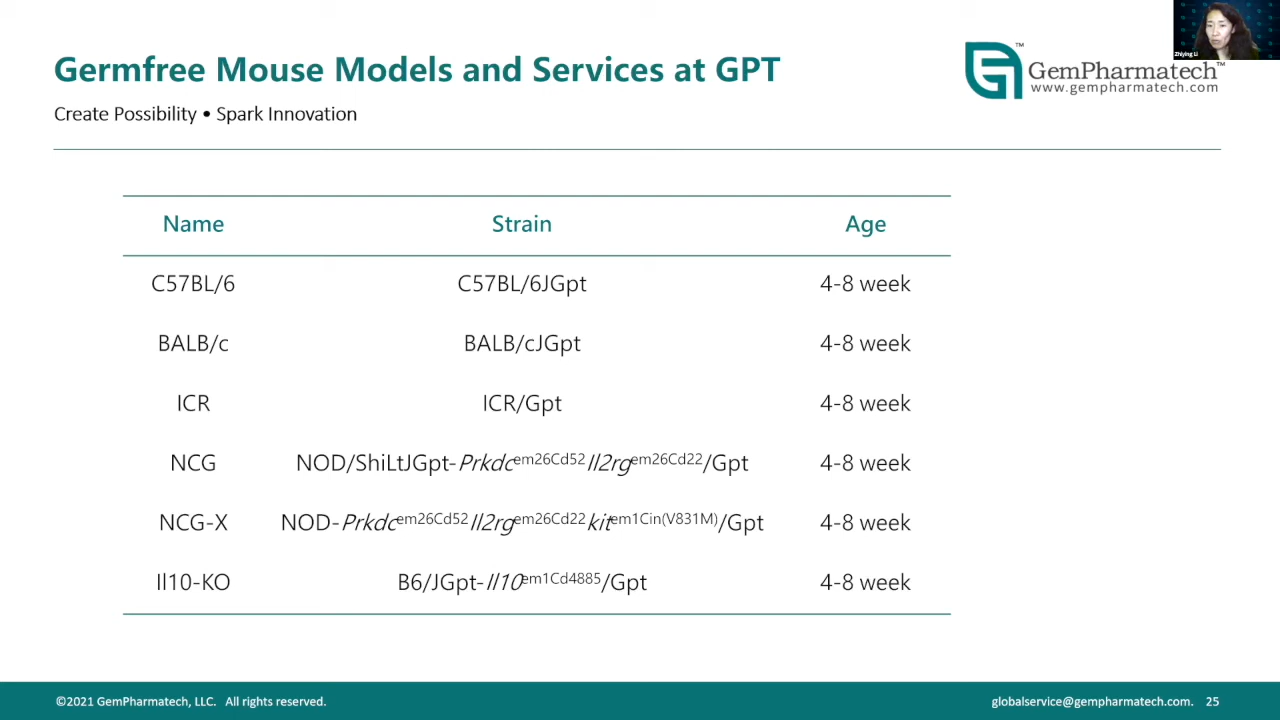 Germfree Mouse Models and Services at GPT
Create Possibility • Spark Innovation
GemPharmatech™
www.gempharmatech.com
Zhiying Li
Name Strain Age
C57BL/6 C57BL/6JGpt 4-8 week
BALB/c BALB/cJGpt 4-8 week
ICR ICR/Gpt 4-8 week
NCG NOD/ShiLtJGpt-Prkdcem26Cd52Il2rgem26Cd22/Gpt 4-8 week
NCG-X NOD-Prkdcem26Cd52Il2rgem26Cd22kitem1Cin(V831M)/Gpt 4-8 week
Il10-KO B6/JGpt-Il10em1Cd4885/Gpt 4-8 week
©2021 GemPharmatech, LLC. All rights reserved.
globalservice@gempharmatech.com. 25